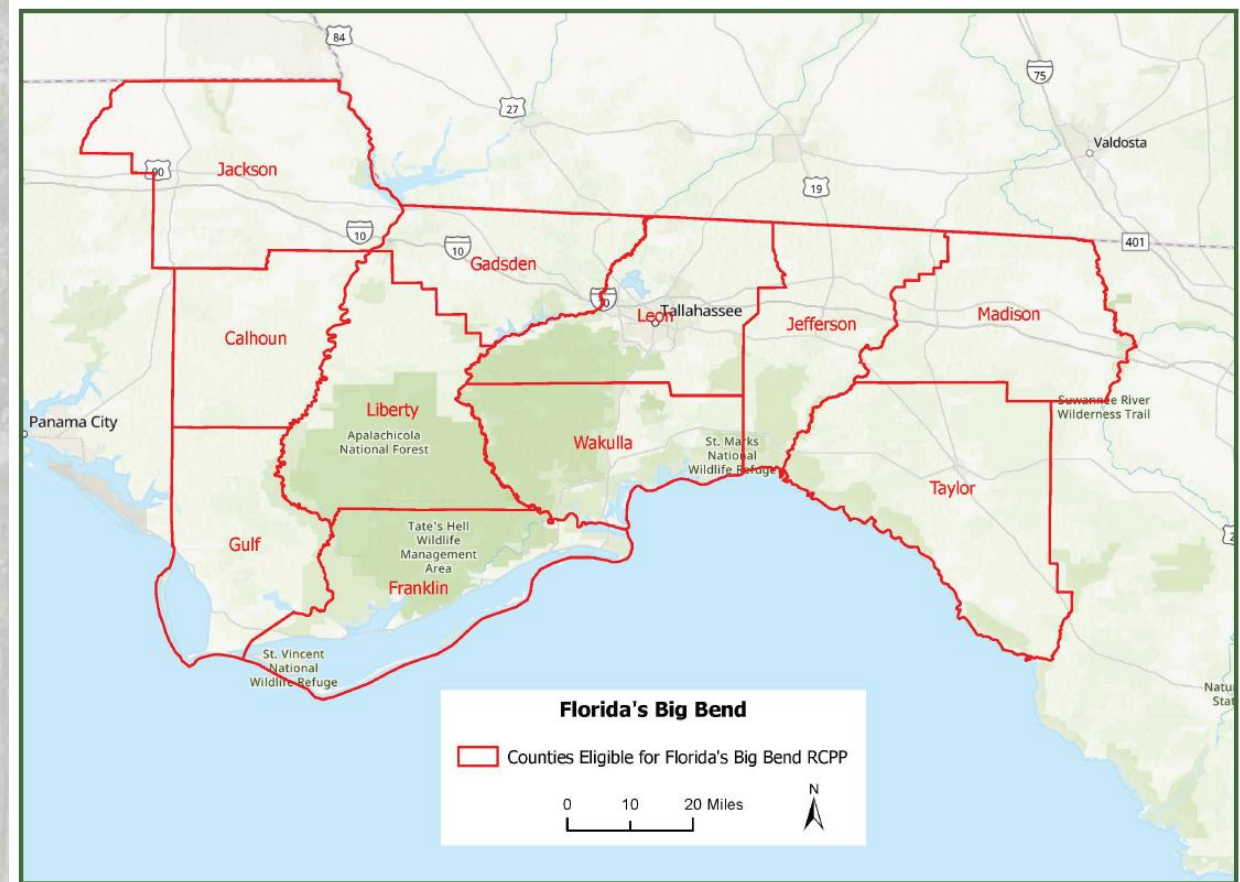 84
75
27
Valdosta
90
Jackson
19
10
10
401
Gadsden
Tallahassee
Leon
Madison
Jefferson
Calhoun
Suwannee River
Wilderness Trail
Liberty
Panama City
Apalachicola
National Forest
Wakulla
St. Marks
National
Wildlife Refuge
Taylor
Tate's Hell
Wildlife
Management
Area
Gulf
Franklin
St. Vincent
National
Wildlife Refuge
Florida's Big Bend
Counties Eligible for Florida's Big Bend RCPP
0 10 20 Miles
N